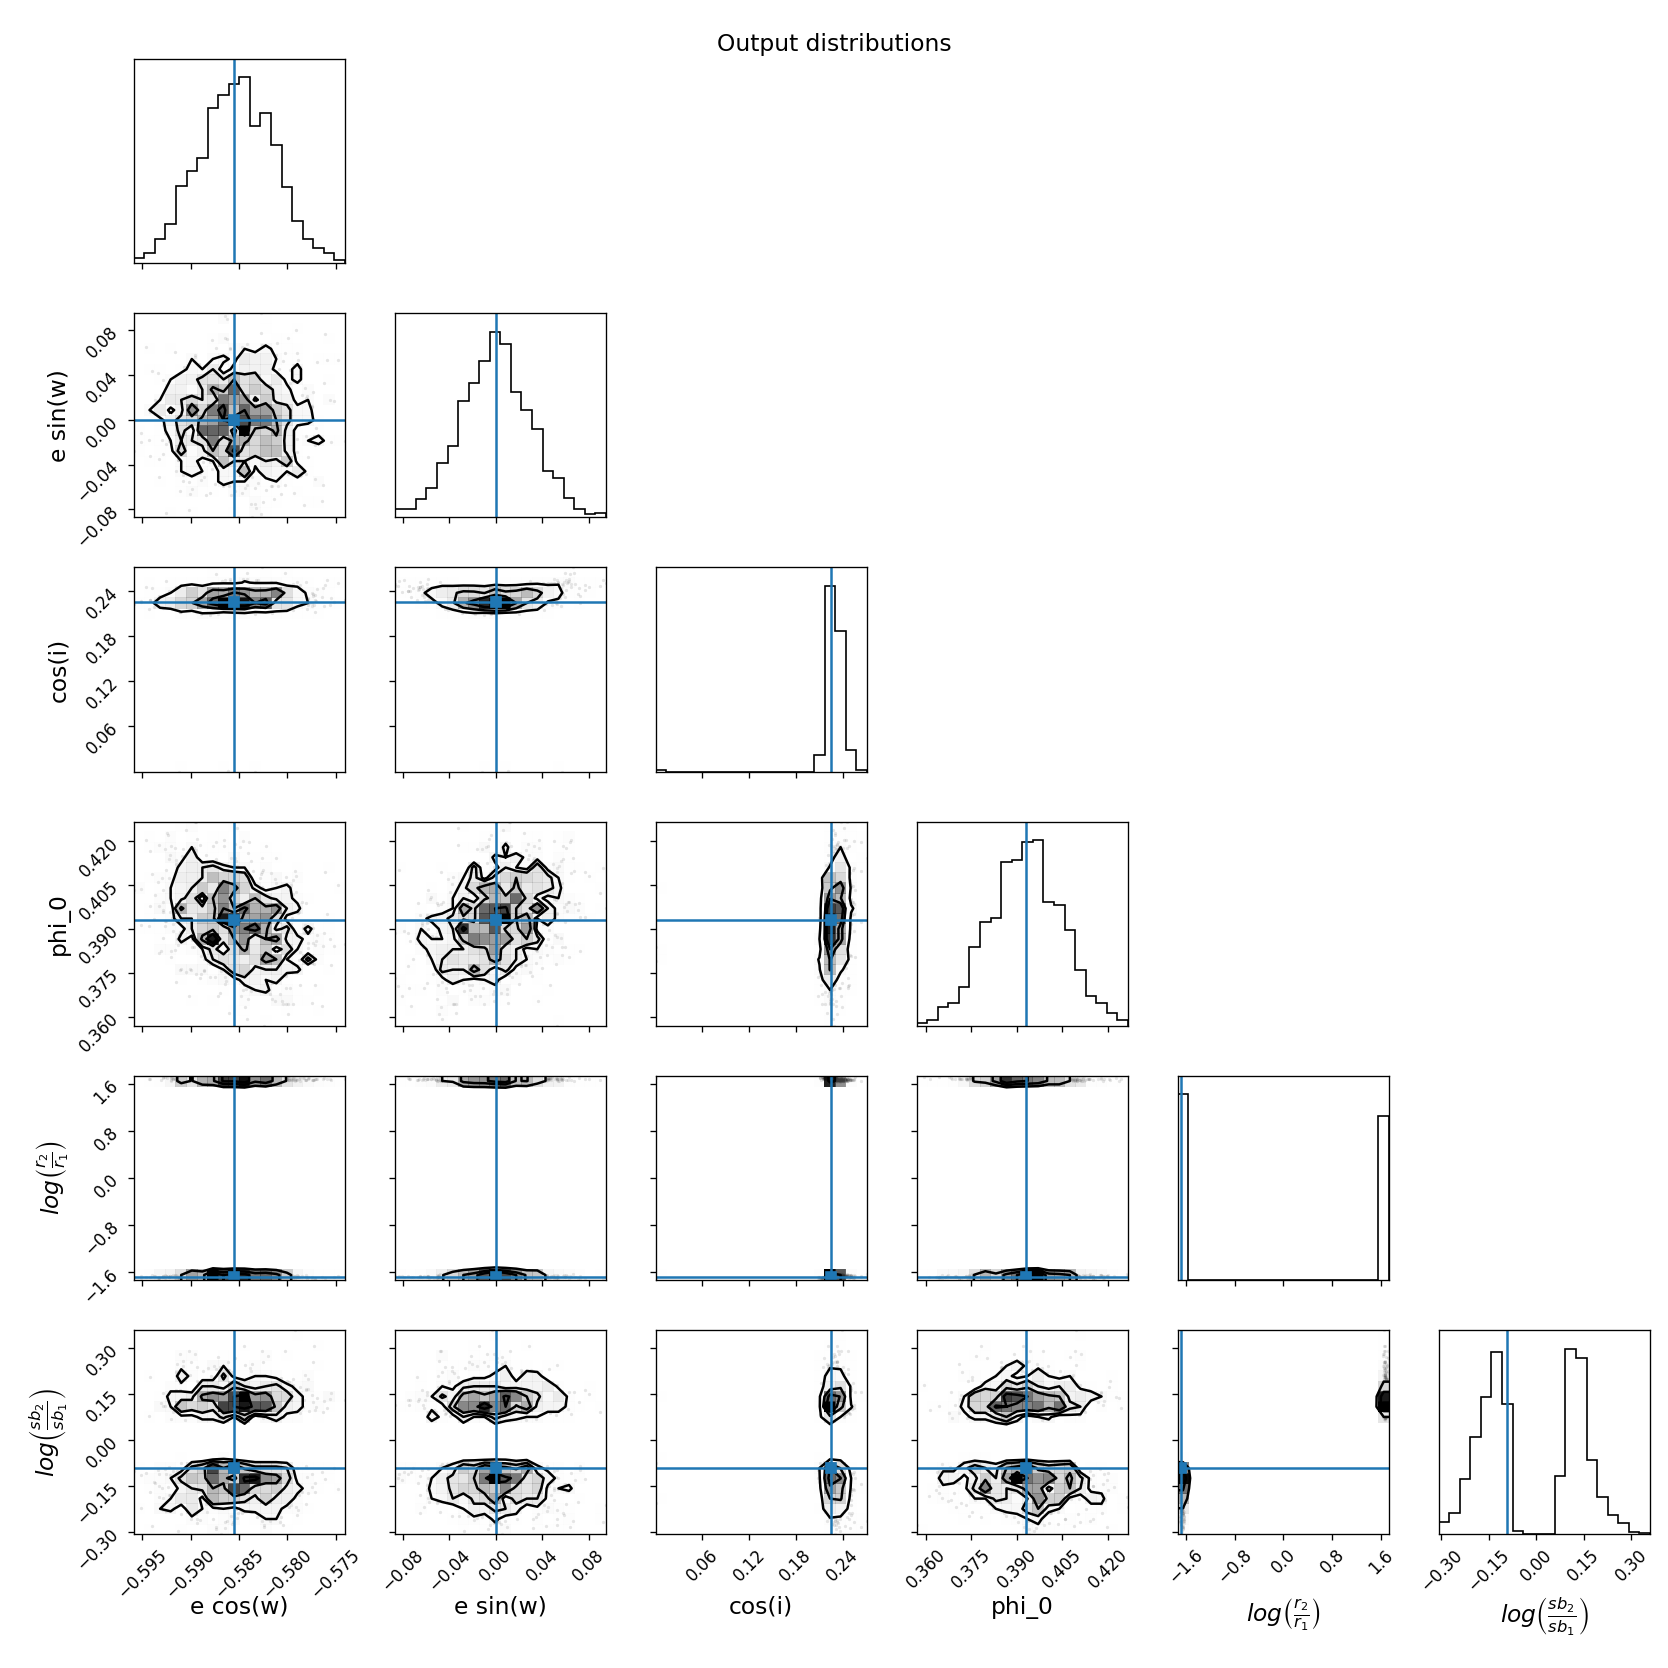 Output distributions
0.08
0.04
0.00
−0.04
−0.08
e sin(w)
0.24
0.18
0.12
0.06
cos(i)
0.420
0.405
0.390
0.375
0.360
phi_0
1.6
0.8
0.0
−0.8
−1.6
log(r2/r1)
0.30
0.15
0.00
−0.15
−0.30
log(sb2/sb1)
−0.595 −0.590 −0.585 −0.580 −0.575
e cos(w)
−0.08 −0.04 0.00 0.04 0.08
e sin(w)
0.06 0.12 0.18 0.24
cos(i)
0.360 0.375 0.390 0.405 0.420
phi_0
−1.6 −0.8 0.0 0.8 1.6
log(r2/r1)
−0.30 −0.15 0.00 0.15 0.30
log(sb2/sb1)